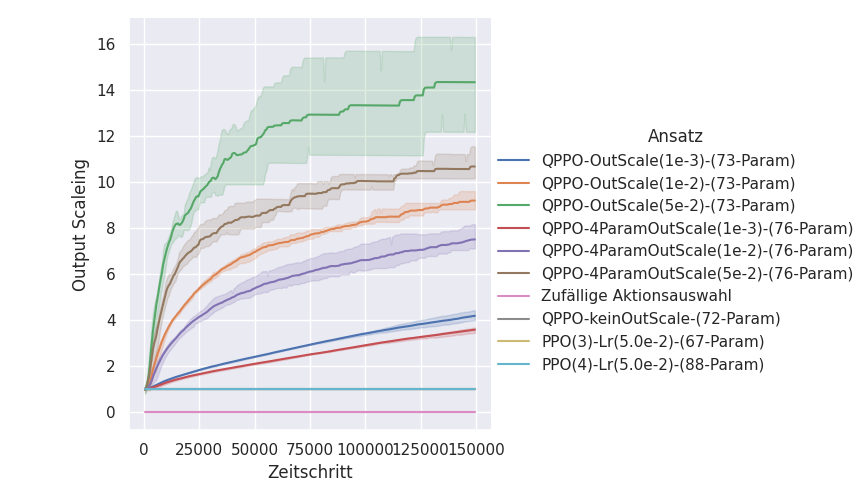 16
14
12
10
8
6
4
2
0
Output Scaleing
0 25000 50000 75000 100000 125000 150000
Zeitschritt
Ansatz
QPPO-OutScale(1e-3)-(73-Param)
QPPO-OutScale(1e-2)-(73-Param)
QPPO-OutScale(5e-2)-(73-Param)
QPPO-4ParamOutScale(1e-3)-(76-Param)
QPPO-4ParamOutScale(1e-2)-(76-Param)
QPPO-4ParamOutScale(5e-2)-(76-Param)
Zufällige Aktionsauswahl
QPPO-keinOutScale-(72-Param)
PPO(3)-Lr(5.0e-2)-(67-Param)
PPO(4)-Lr(5.0e-2)-(88-Param)